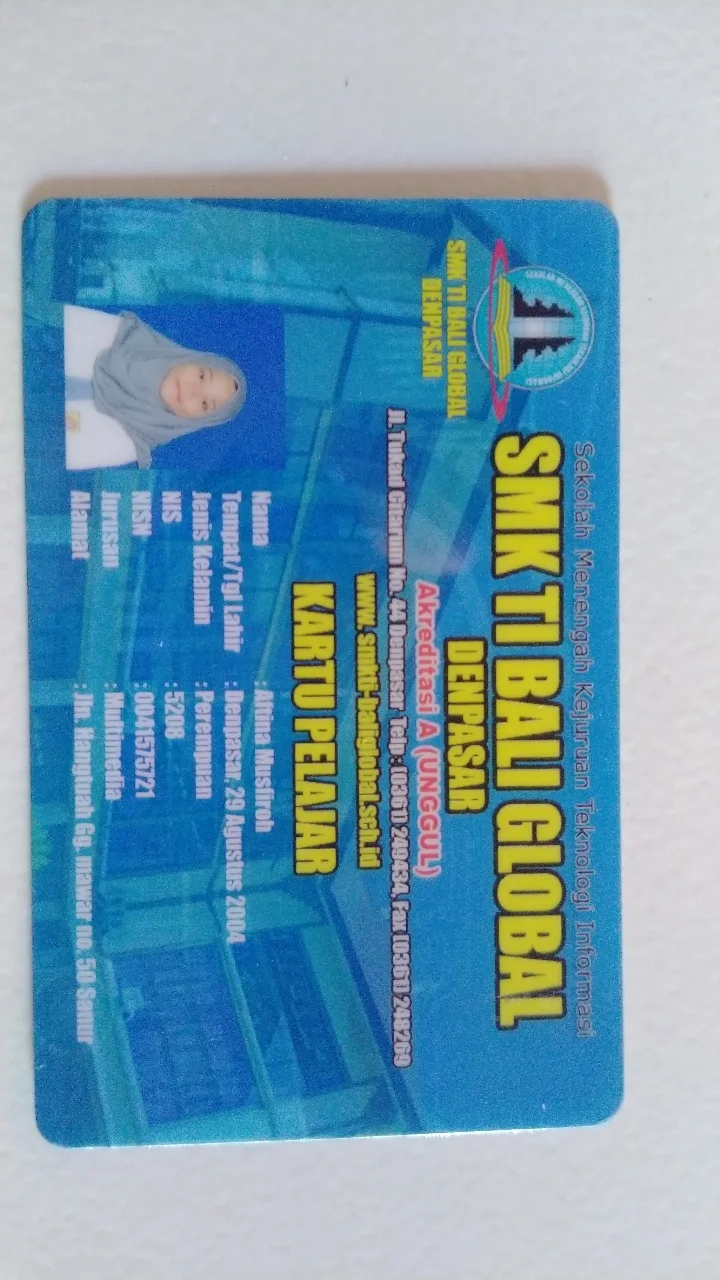 Sekolah Menengah Kejuruan Teknologi Informasi
SMK TI BALI GLOBAL
DENPASAR
Akreditasi A (UNGGUL)
Jl. Tukad Citarum No. 44 Denpasar Telp : (0361) 249434, Fax (0361) 248269
www. smkti-baliglobal.sch.id
KARTU PELAJAR
SMK TI BALI GLOBAL
DENPASAR
Nama : Afina Musfiroh
Tempat/Tgl Lahir : Denpasar, 29 Agustus 2004
Jenis Kelamin : Perempuan
NIS : 5208
NISN : 0041575721
Jurusan : Multimedia
Alamat : Jln. Hangtuah Gg. mawar no. 50 Sanur